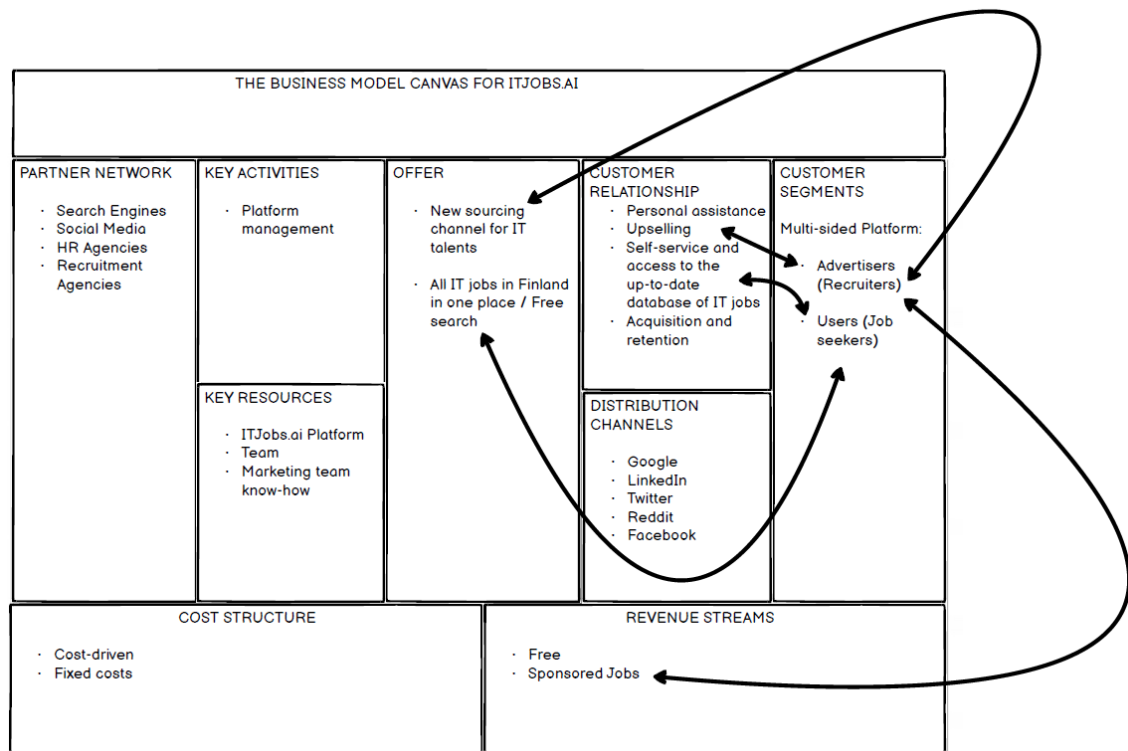 THE BUSINESS MODEL CANVAS FOR ITJOBS.AI
PARTNER NETWORK
· Search Engines
· Social Media
· HR Agencies
· Recruitment
Agencies
KEY ACTIVITIES
· Platform
management
KEY RESOURCES
· ITJobs.ai Platform
· Team
· Marketing team
know-how
OFFER
· New sourcing
channel for IT
talents
· All IT jobs in Finland
in one place / Free
search
CUSTOMER
RELATIONSHIP
· Personal assistance
· Upselling
· Self-service and
access to the
up-to-date
database of IT jobs
· Acquisition and
retention
DISTRIBUTION
CHANNELS
· Google
· LinkedIn
· Twitter
· Reddit
· Facebook
CUSTOMER
SEGMENTS
Multi-sided Platform:
· Advertisers
(Recruiters)
· Users (Job
seekers)
COST STRUCTURE
· Cost-driven
· Fixed costs
REVENUE STREAMS
· Free
· Sponsored Jobs